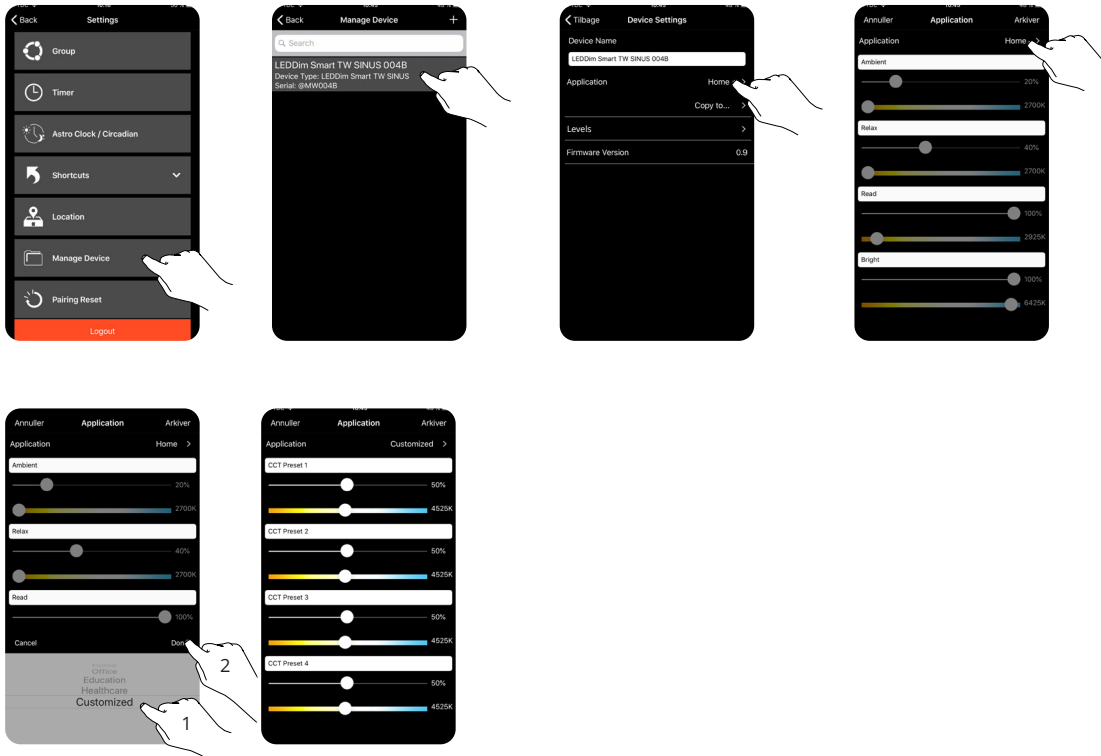 Back Settings
Group
Timer
Astro Clock / Circadian
Shortcuts
Location
Manage Device
Pairing Reset
Logout
Back Manage Device +
Search
LEDDim Smart TW SINUS 004B
Device Type: LEDDim Smart TW SINUS
Serial: @MW004B
Tilbage Device Settings
Device Name
LEDDim Smart TW SINUS 004B
Application Home
Copy to...
Levels
Firmware Version 0.9
Annuller Application Arkiver
Application Home
Ambient
20%
2700K
Relax
40%
2700K
Read
100%
2925K
Bright
100%
6425K
Annuller Application Arkiver
Application Home
Ambient
20%
2700K
Relax
40%
2700K
Read
100%
Cancel Don
2
Office
Education
Healthcare
Customized
1
Annuller Application Arkiver
Application Customized
CCT Preset 1
50%
4525K
CCT Preset 2
50%
4525K
CCT Preset 3
50%
4525K
CCT Preset 4
50%
4525K